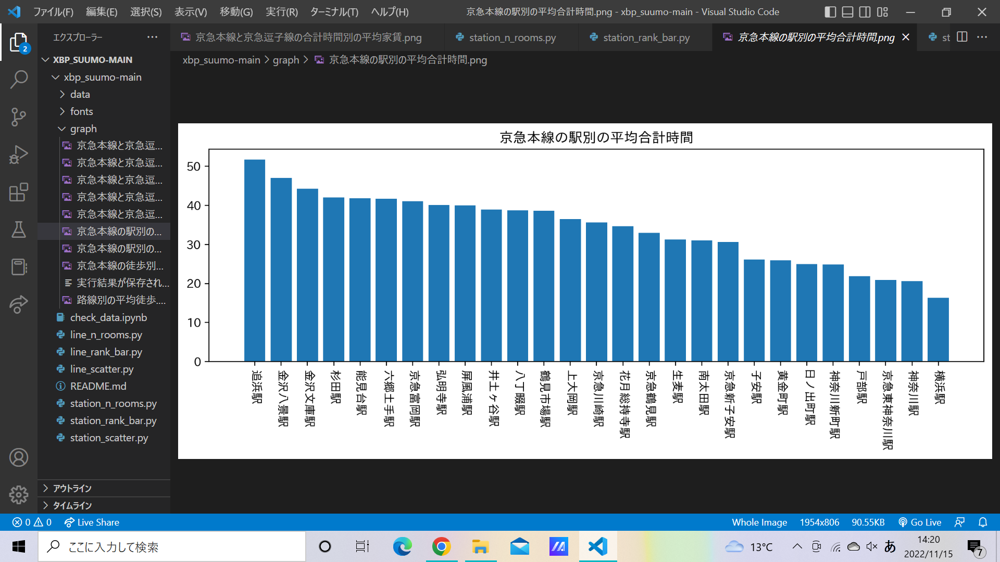 ファイル(F) 編集(E) 選択(S) 表示(V) 移動(G) 実行(R) ターミナル(T) ヘルプ(H) 京急本線の駅別の平均合計時間.png - xbp_suumo-main - Visual Studio Code
エクスプローラー ···
京急本線と京急逗子線の合計時間別の平均家賃.png station_n_rooms.py station_rank_bar.py 京急本線の駅別の平均合計時間.png st ···
xbp_suumo-main > graph > 京急本線の駅別の平均合計時間.png
2
XBP_SUUMO-MAIN
xbp_suumo-main
data
fonts
graph
京急本線と京急逗...
京急本線と京急逗...
京急本線と京急逗...
京急本線と京急逗...
京急本線と京急逗...
京急本線の駅別の...
京急本線の駅別の...
京急本線の徒歩別...
実行結果が保存され...
路線別の平均徒歩....
check_data.ipynb
line_n_rooms.py
line_rank_bar.py
line_scatter.py
README.md
station_n_rooms.py
station_rank_bar.py
station_scatter.py
アウトライン
タイムライン
京急本線の駅別の平均合計時間
50
40
30
20
10
0
追浜駅
金沢八景駅
金沢文庫駅
杉田駅
能見台駅
六郷土手駅
京急富岡駅
弘明寺駅
屏風浦駅
井土ヶ谷駅
八丁畷駅
鶴見市場駅
上大岡駅
京急川崎駅
花月総持寺駅
京急鶴見駅
生麦駅
南太田駅
京急新子安駅
子安駅
黄金町駅
日ノ出町駅
神奈川新町駅
戸部駅
京急東神奈川駅
神奈川駅
横浜駅
0 0 Live Share Whole Image 1954x806 90.55KB Go Live
ここに入力して検索
13°C
あ
14:20
2022/11/15
7